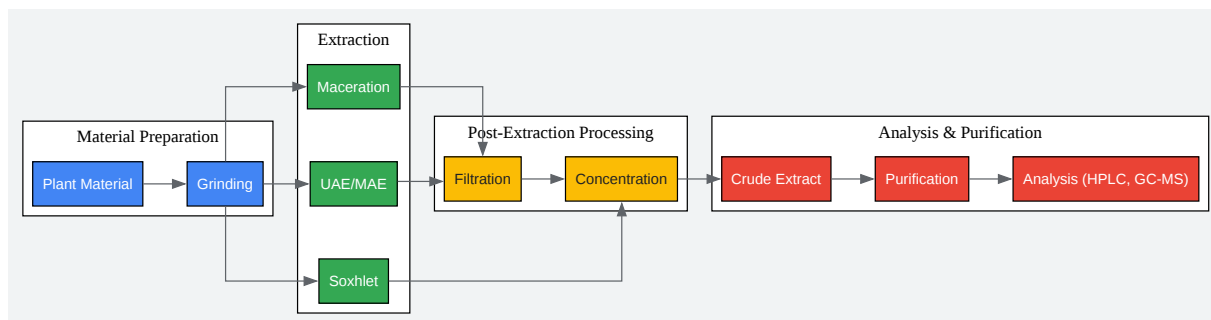 Material Preparation
Plant Material
Grinding
Extraction
Maceration
UAE/MAE
Soxhlet
Post-Extraction Processing
Filtration
Concentration
Analysis & Purification
Crude Extract
Purification
Analysis (HPLC, GC-MS)